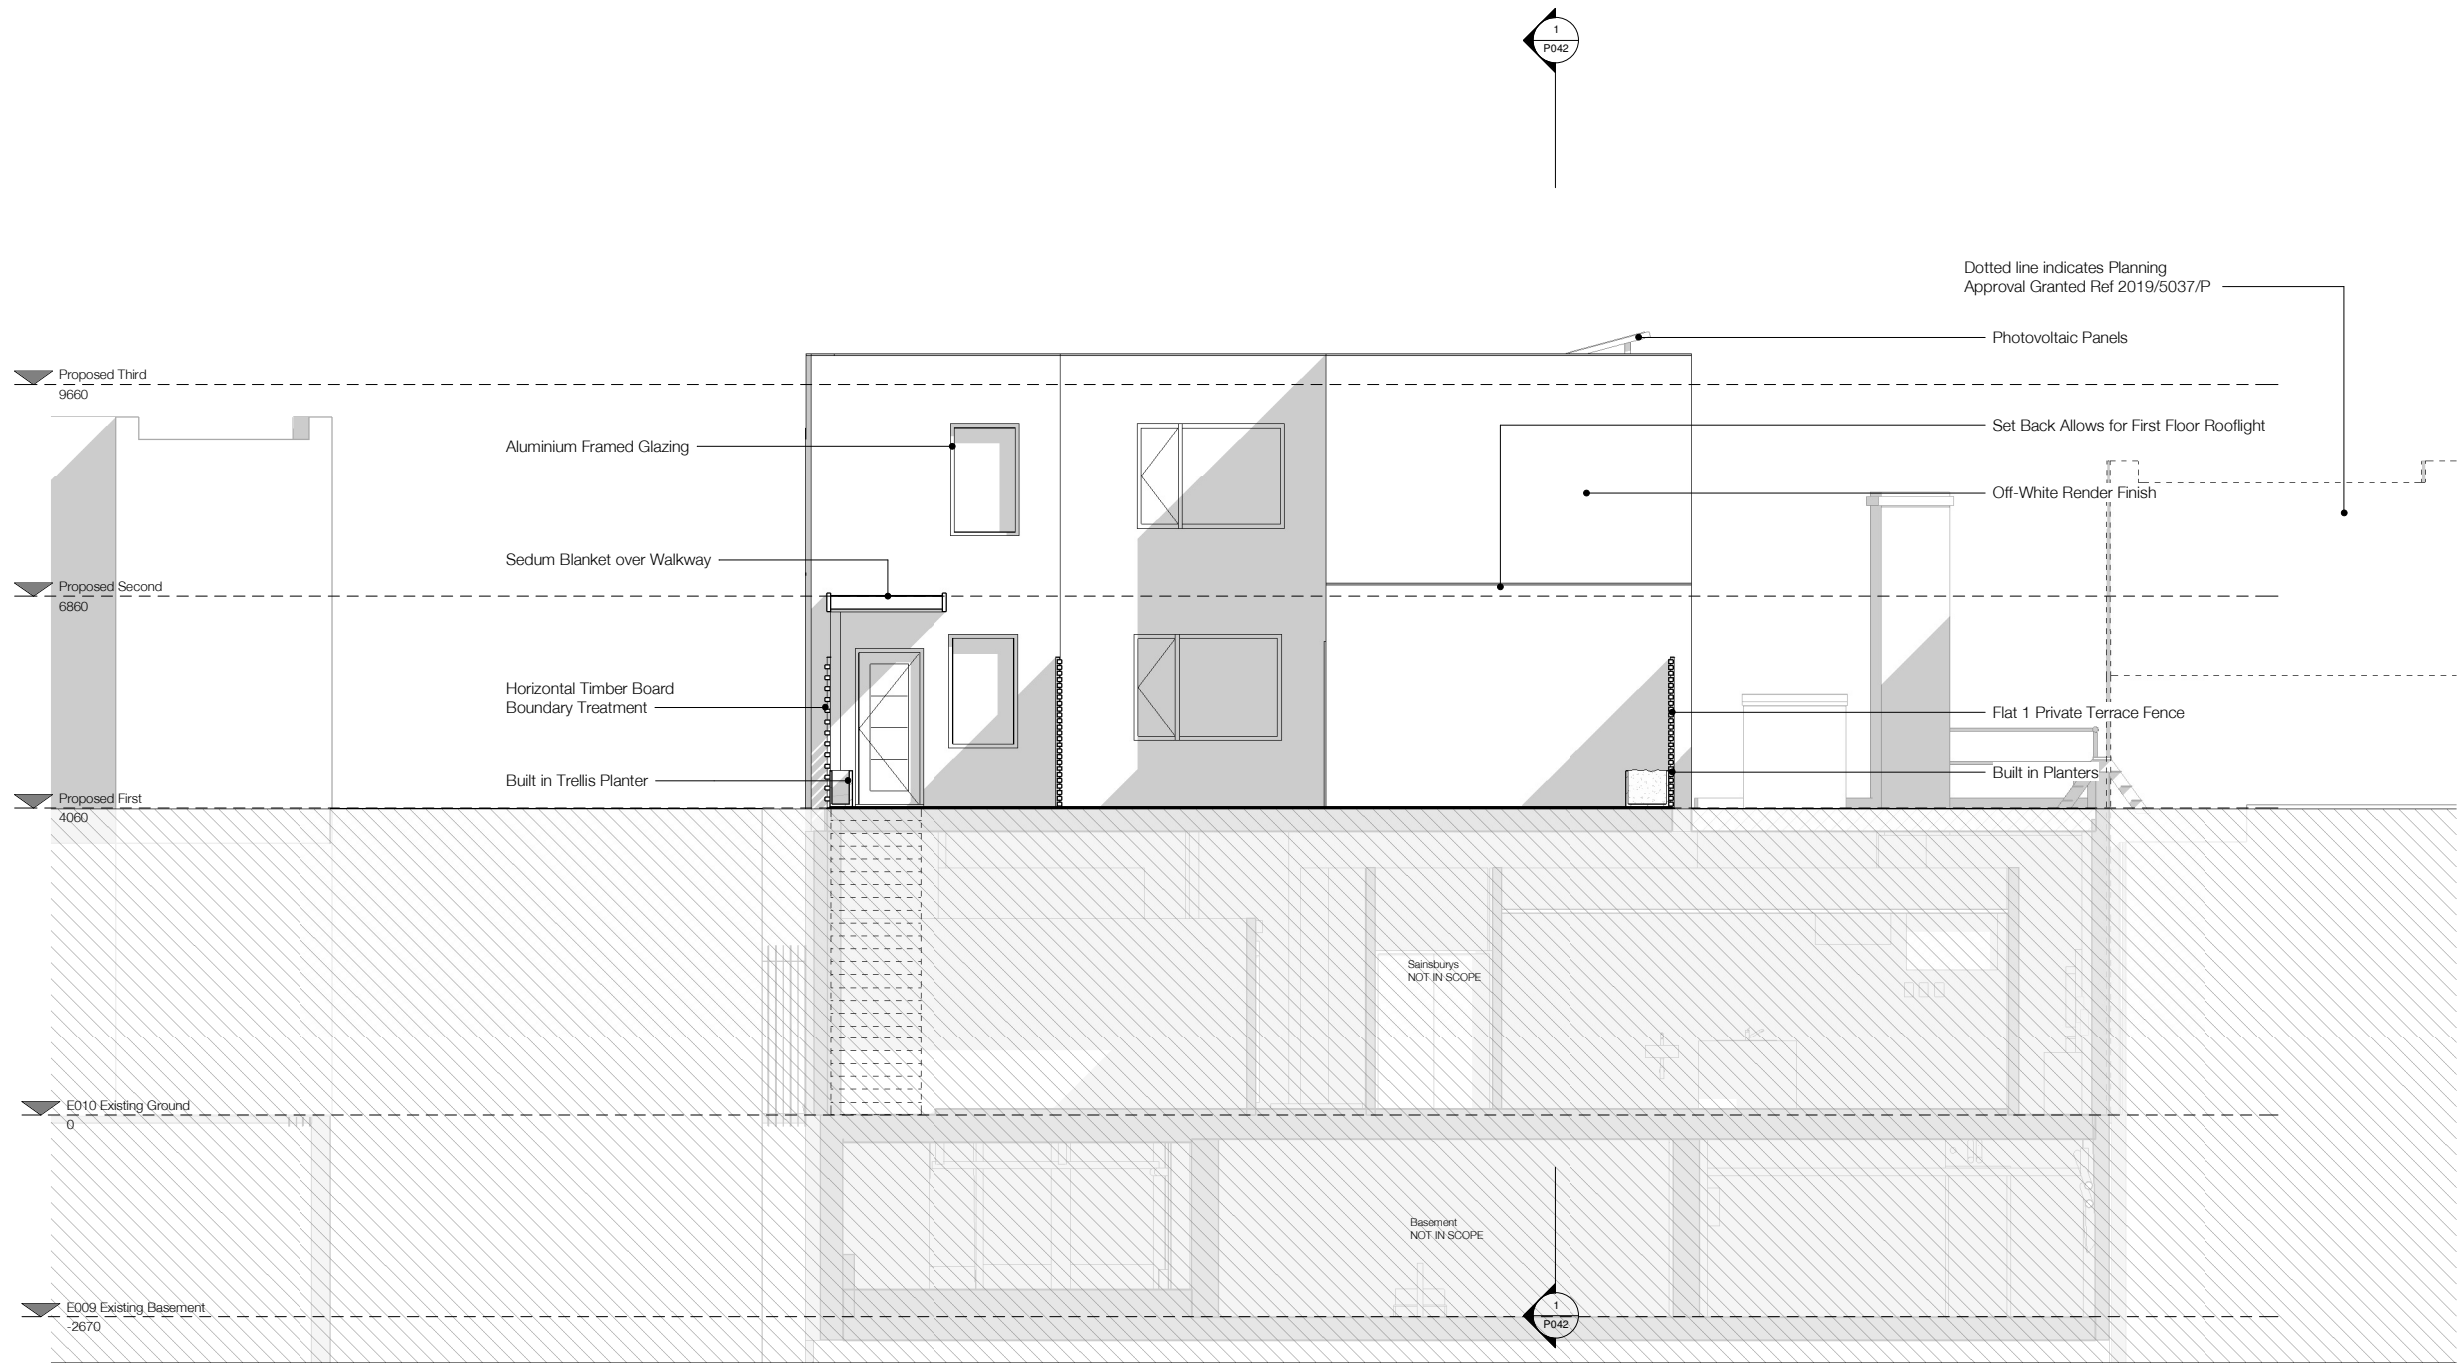 1
P042
Dotted line indicates Planning
Approval Granted Ref 2019/5037/P
Photovoltaic Panels
Proposed Third
9660
Set Back Allows for First Floor Rooflight
Aluminium Framed Glazing
Off-White Render Finish
Sedum Blanket over Walkway
Proposed Second
6860
Horizontal Timber Board
Boundary Treatment
Flat 1 Private Terrace Fence
Built in Trellis Planter
Built in Planters
Proposed First
4060
Sainsburys
NOT IN SCOPE
E010 Existing Ground
0
Basement
NOT IN SCOPE
E009 Existing Basement
-2670
1
P042